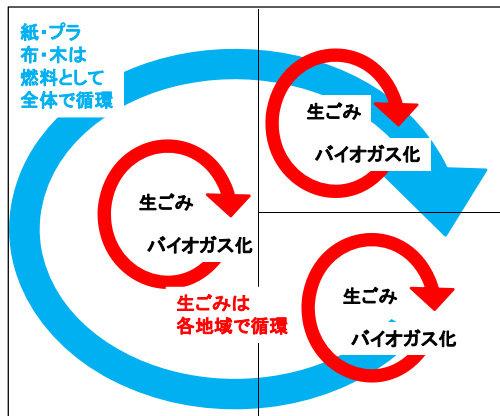 紙・プラ
布・木は
燃料として
全体で循環
生ごみ
バイオガス化
生ごみ
バイオガス化
生ごみは
各地域で循環
生ごみ
バイオガス化